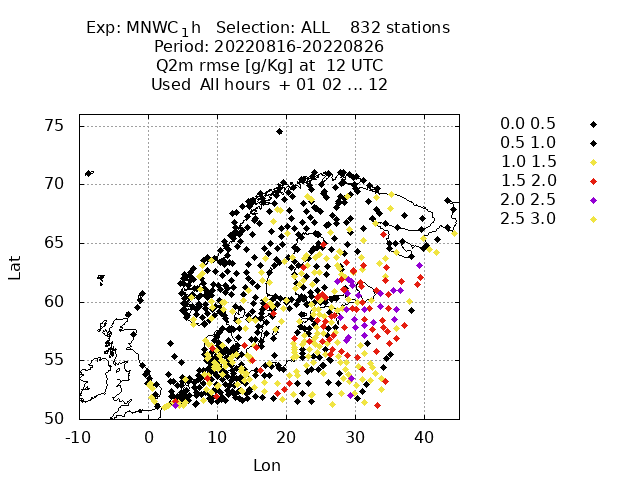 Exp: MNWC1h Selection: ALL 832 stations
Period: 20220816-20220826
Q2m rmse [g/Kg] at 12 UTC
Used All hours + 01 02 ... 12
0.0 0.5
0.5 1.0
1.0 1.5
1.5 2.0
2.0 2.5
2.5 3.0
75
70
65
60
55
50
Lat
-10 0 10 20 30 40
Lon